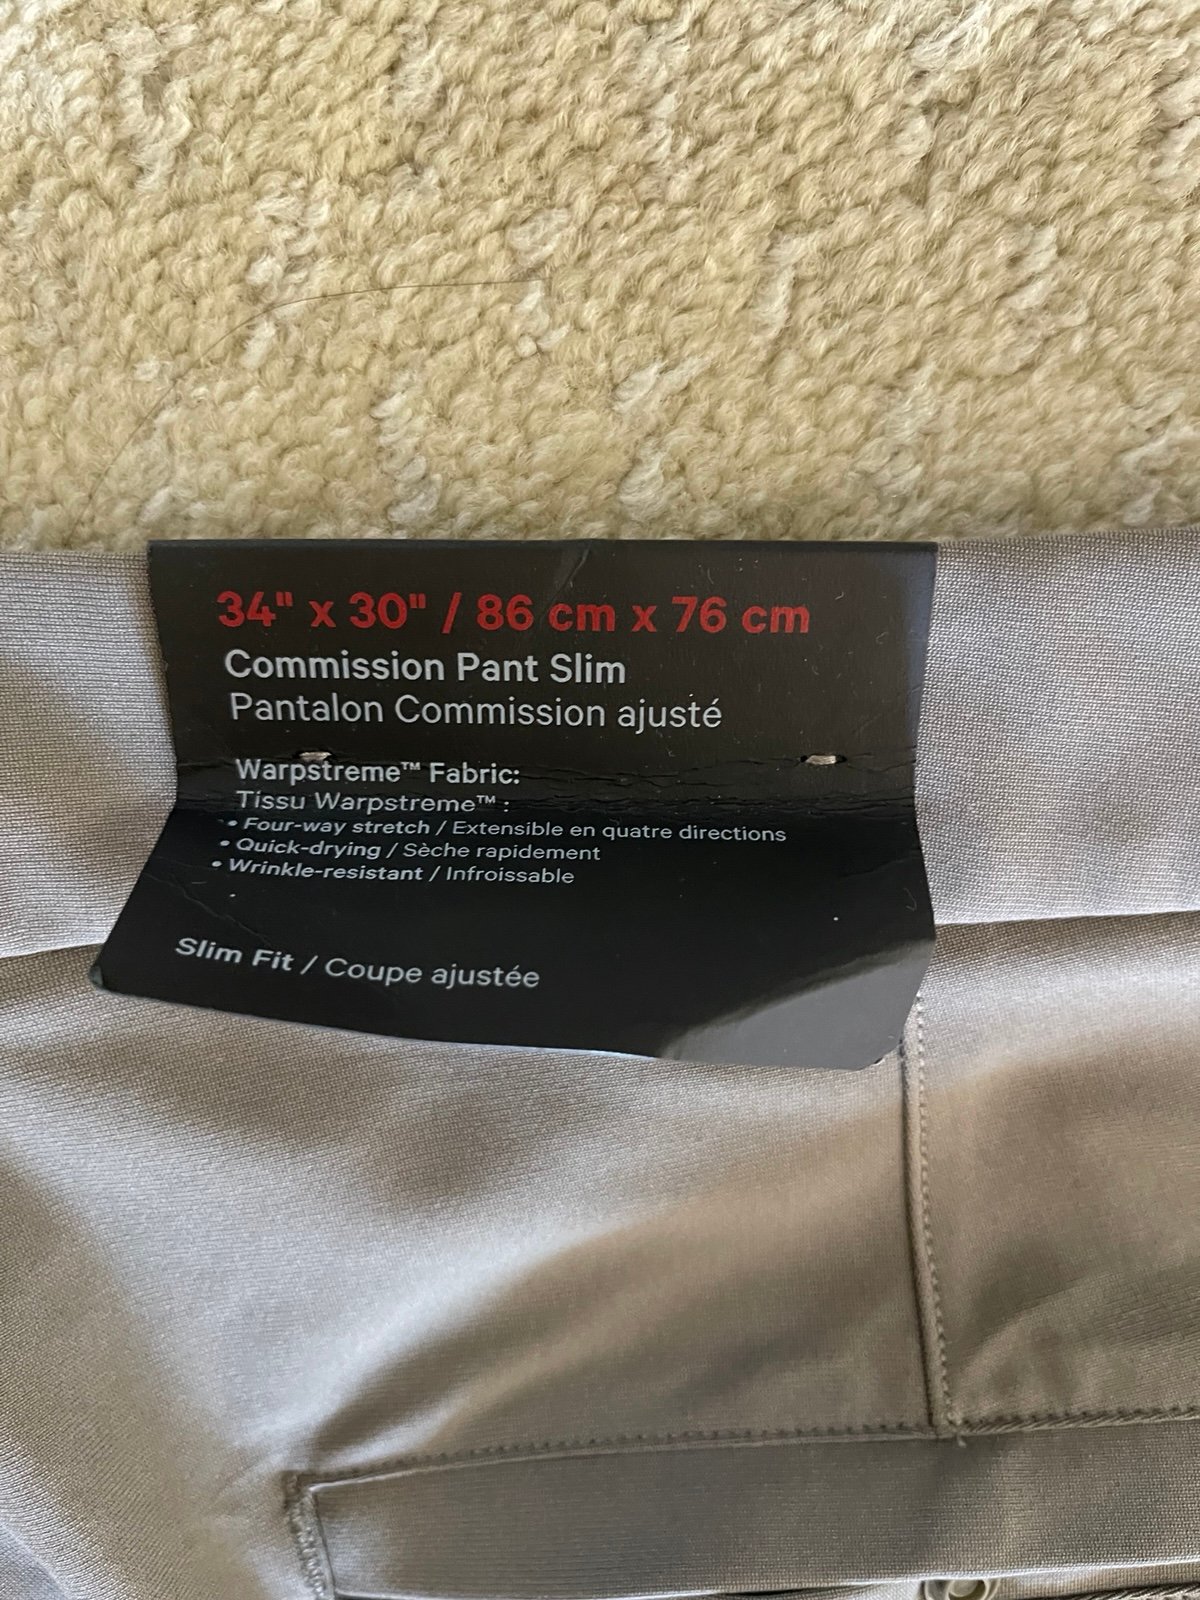 34" x 30" / 86 cm x 76 cm
Commission Pant Slim
Pantalon Commission ajusté
Warpstreme™ Fabric:
Tissu Warpstreme™ :
• Four-way stretch / Extensible en quatre directions
• Quick-drying / Sèche rapidement
• Wrinkle-resistant / Infroissable
Slim Fit / Coupe ajustée